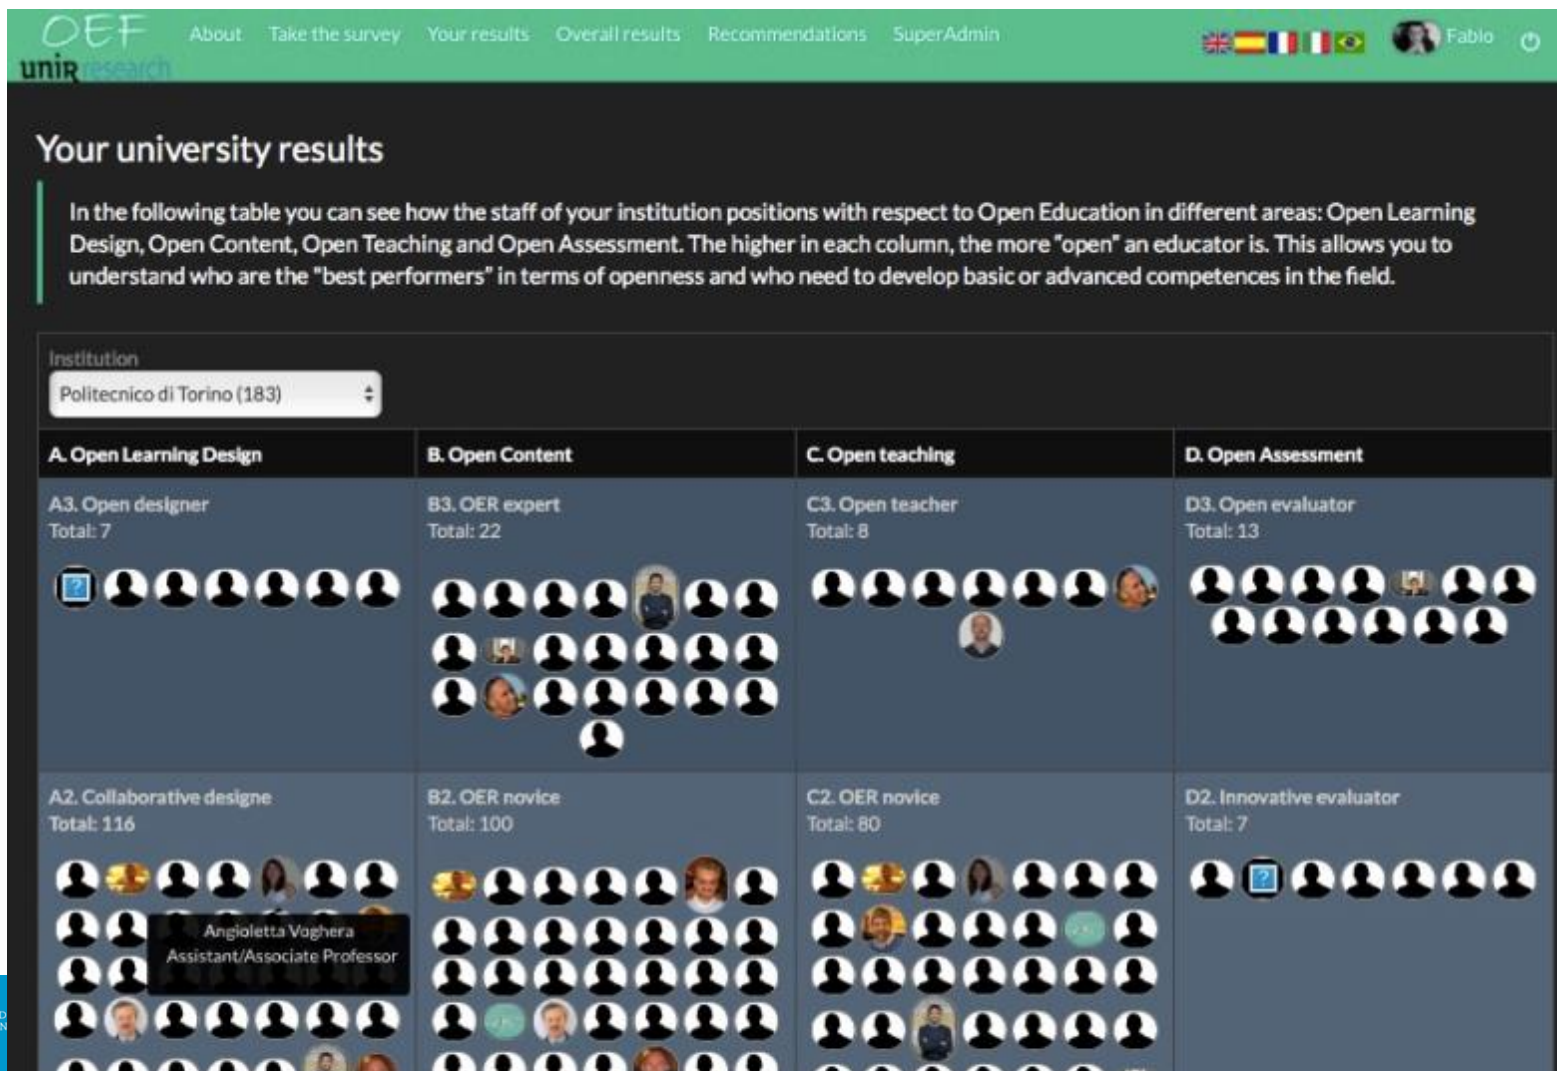 OEF
About Take the survey Your results Overall results Recommendations SuperAdmin
Fabio
unir research
Your university results
In the following table you can see how the staff of your institution positions with respect to Open Education in different areas: Open Learning
Design, Open Content, Open Teaching and Open Assessment. The higher in each column, the more "open" an educator is. This allows you to
understand who are the "best performers" in terms of openness and who need to develop basic or advanced competences in the field.
Institution
Politecnico di Torino (183)
A. Open Learning Design
B. Open Content
C. Open teaching
D. Open Assessment
A3. Open designer
Total: 7
?
B3. OER expert
Total: 22
C3. Open teacher
Total: 8
D3. Open evaluator
Total: 13
A2. Collaborative designe
Total: 116
Angioletta Voghera
Assistant/Associate Professor
B2. OER novice
Total: 100
C2. OER novice
Total: 80
D2. Innovative evaluator
Total: 7
?
D
N